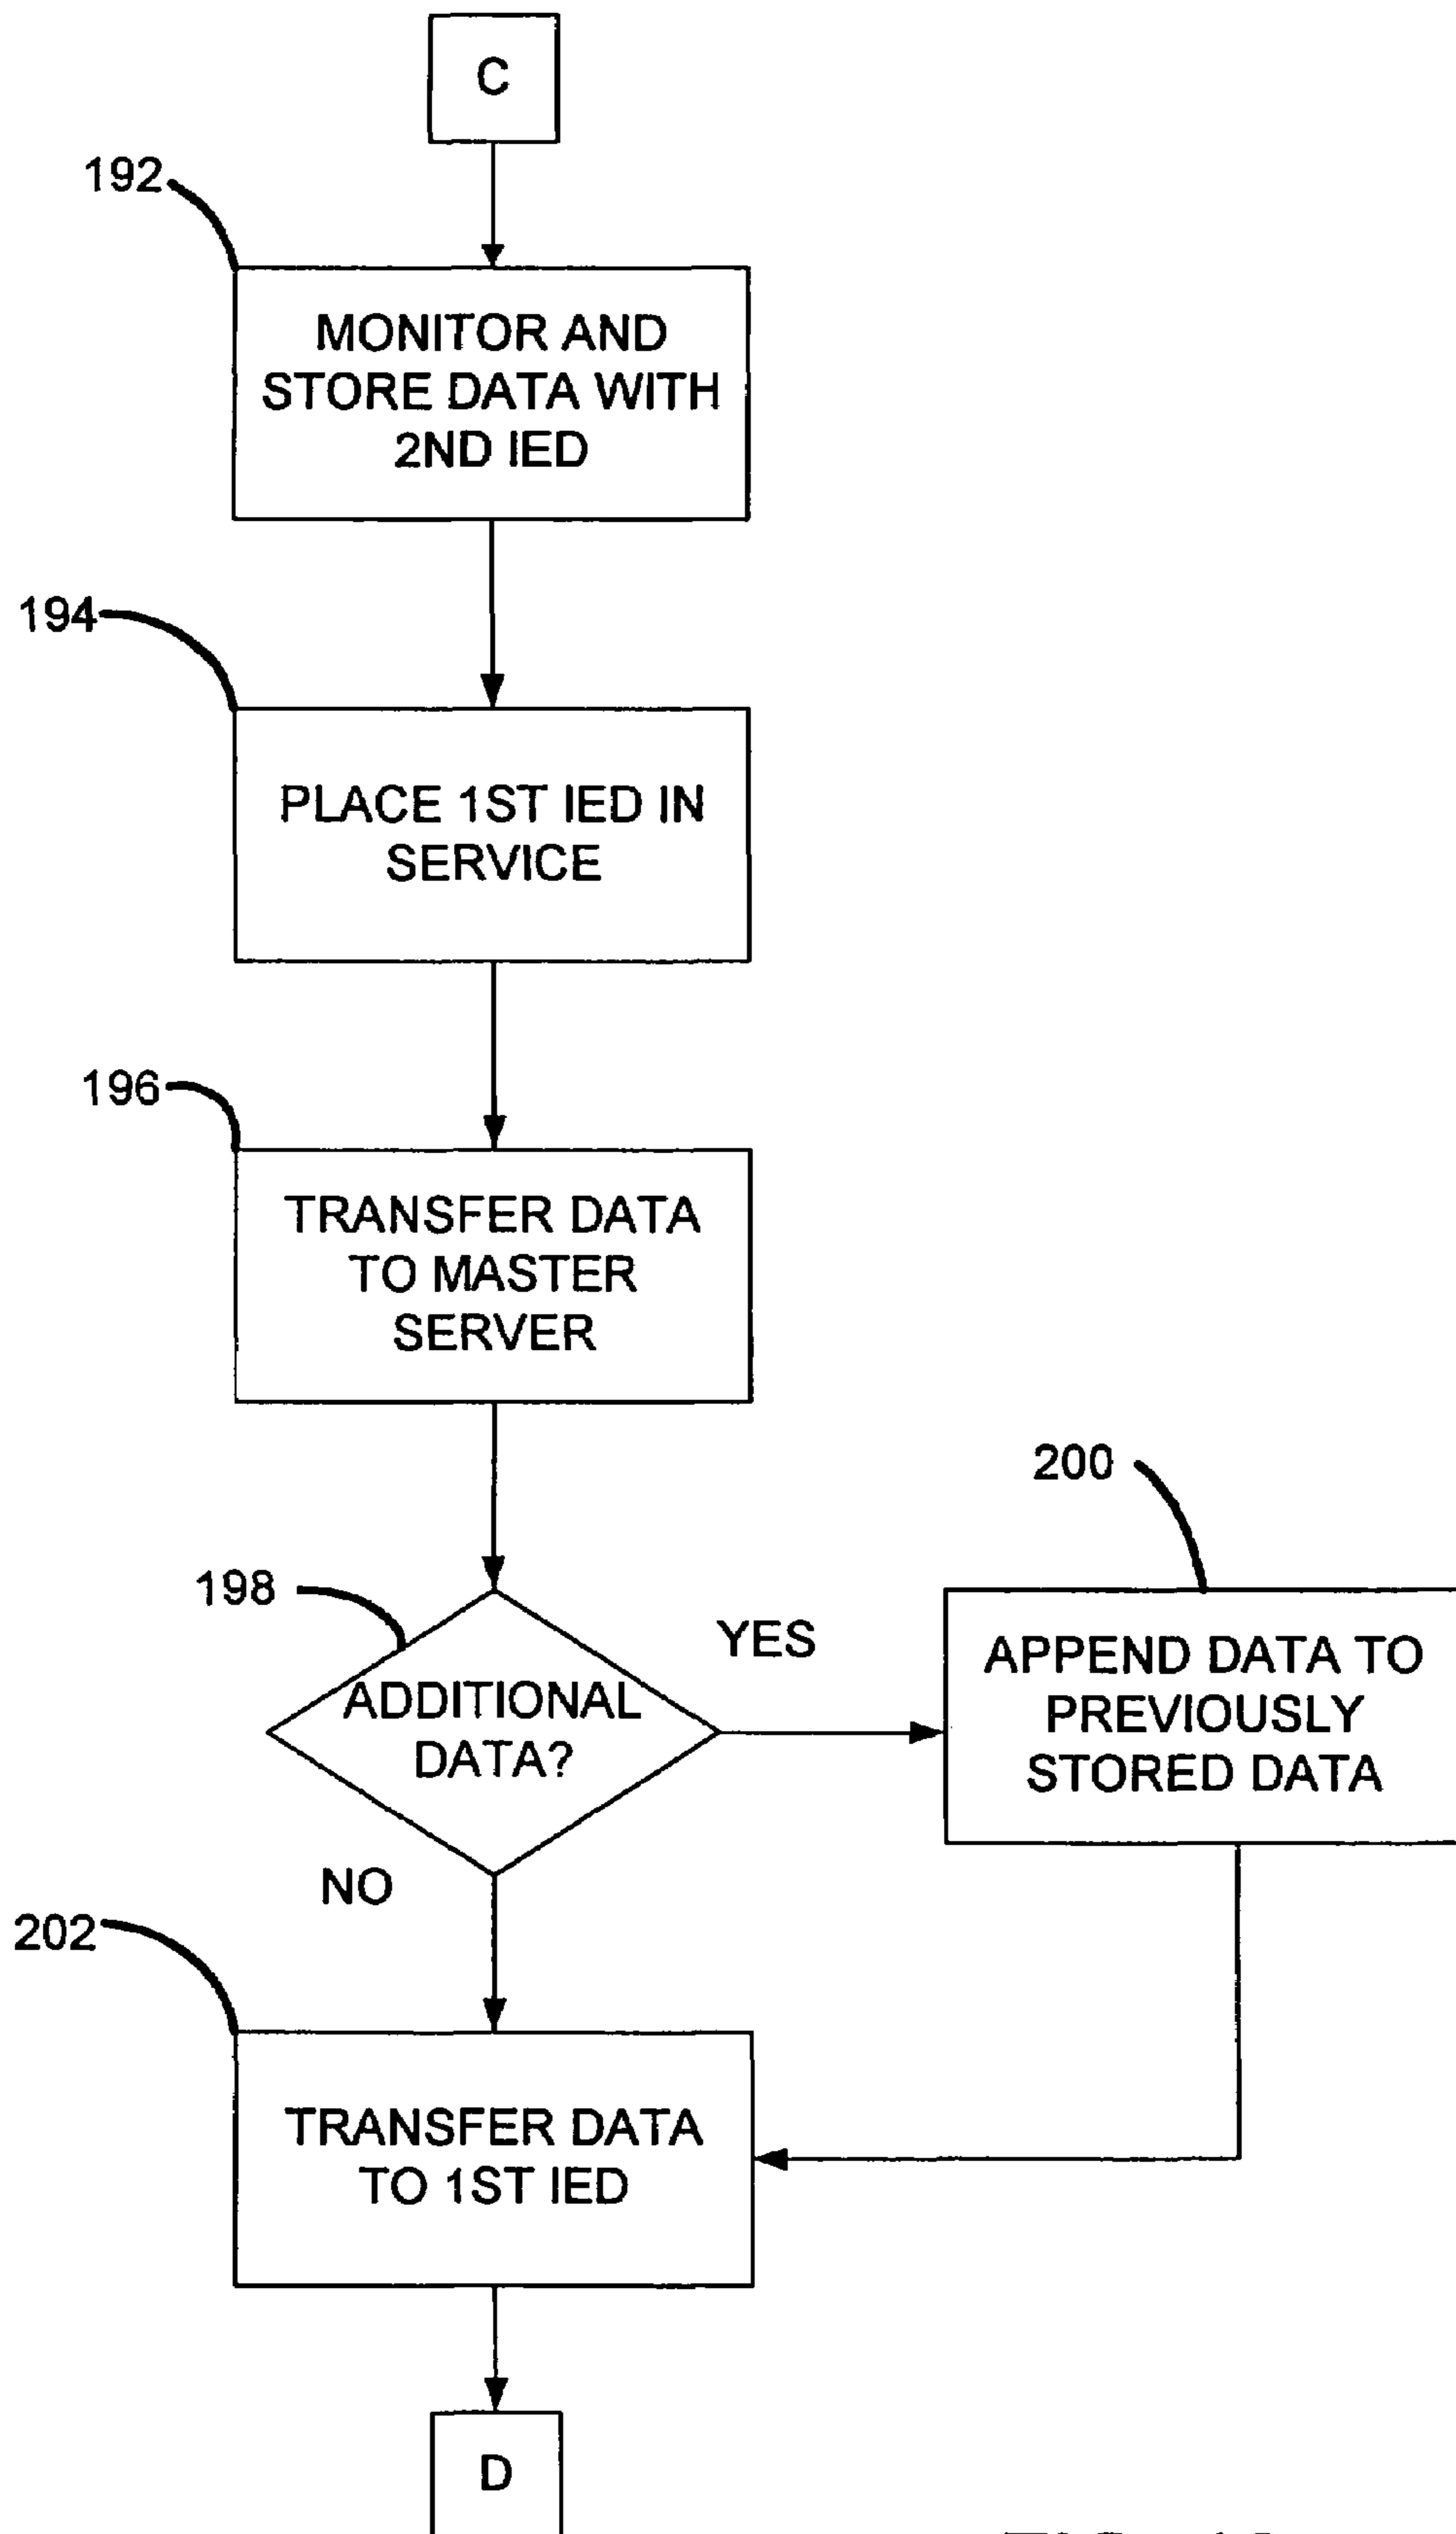 C
192
MONITOR AND
STORE DATA WITH
2ND IED
194
PLACE 1ST IED IN
SERVICE
196
TRANSFER DATA
TO MASTER
SERVER
198
ADDITIONAL
DATA?
YES
200
APPEND DATA TO
PREVIOUSLY
STORED DATA
NO
202
TRANSFER DATA
TO 1ST IED
D